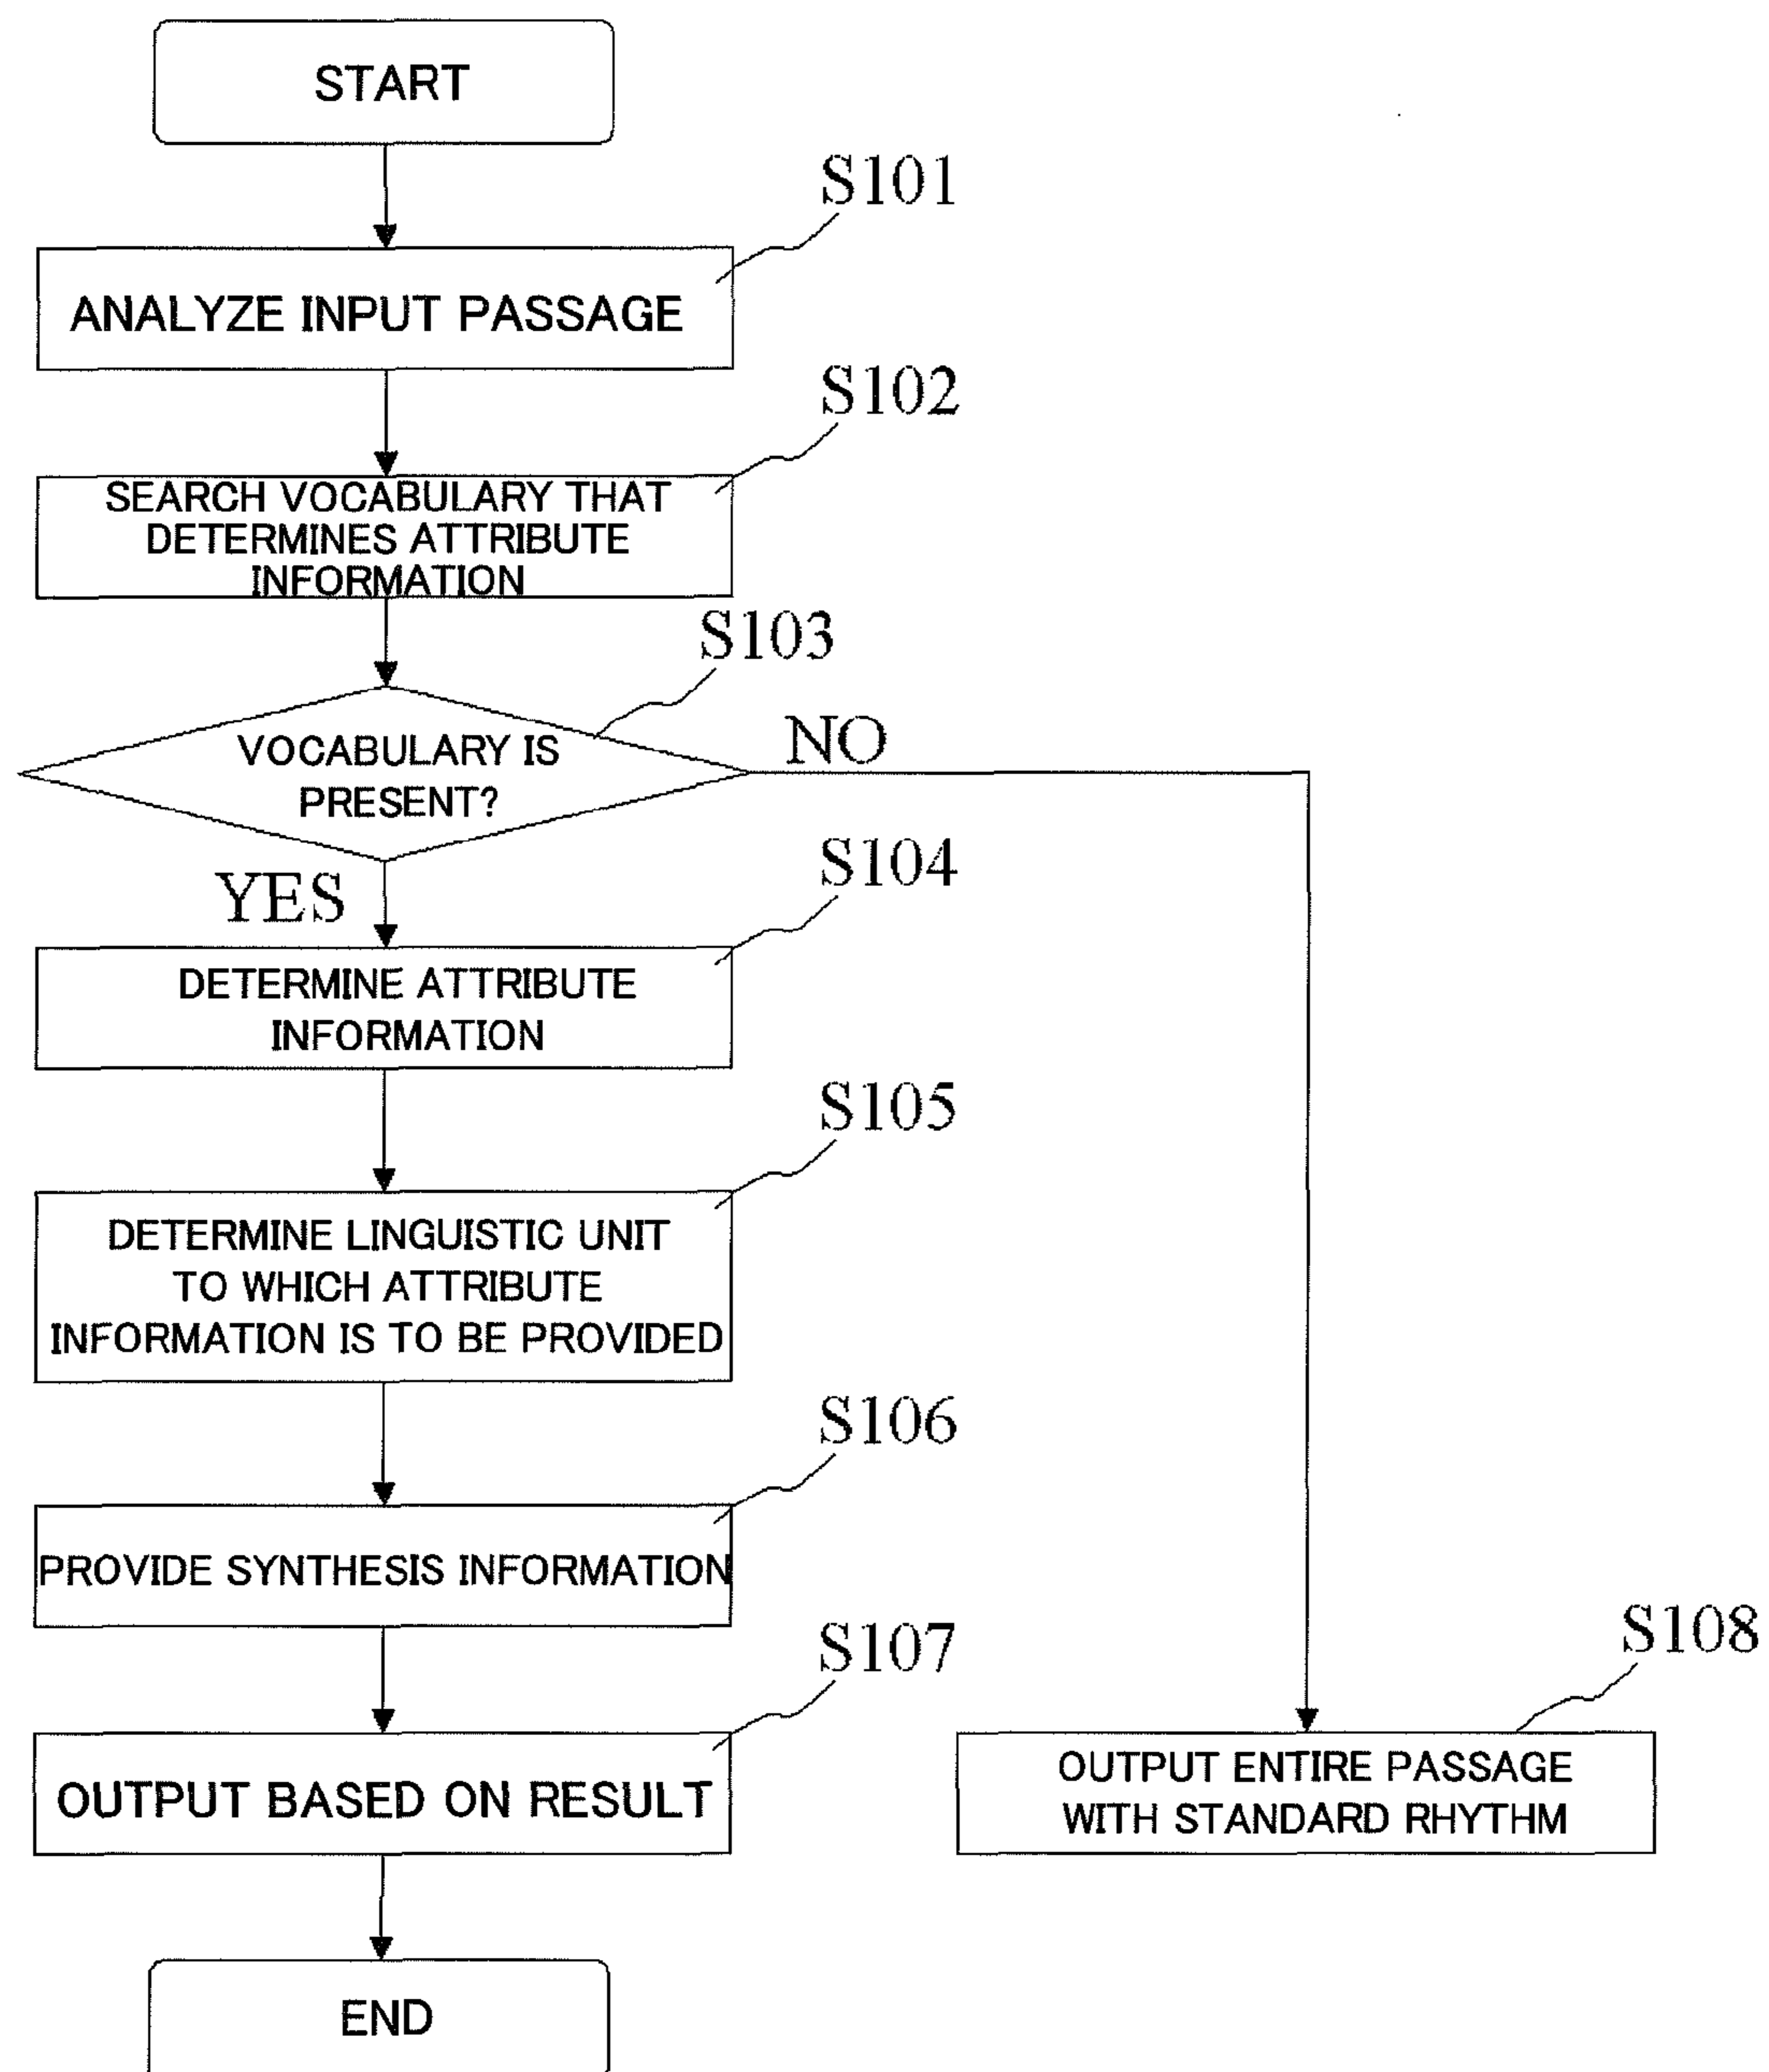 START
S101
ANALYZE INPUT PASSAGE
S102
SEARCH VOCABULARY THAT
DETERMINES ATTRIBUTE
INFORMATION
S103
VOCABULARY IS
PRESENT?
NO
YES
S104
DETERMINE ATTRIBUTE
INFORMATION
S105
DETERMINE LINGUISTIC UNIT
TO WHICH ATTRIBUTE
INFORMATION IS TO BE PROVIDED
S106
PROVIDE SYNTHESIS INFORMATION
S107
OUTPUT BASED ON RESULT
S108
OUTPUT ENTIRE PASSAGE
WITH STANDARD RHYTHM
END